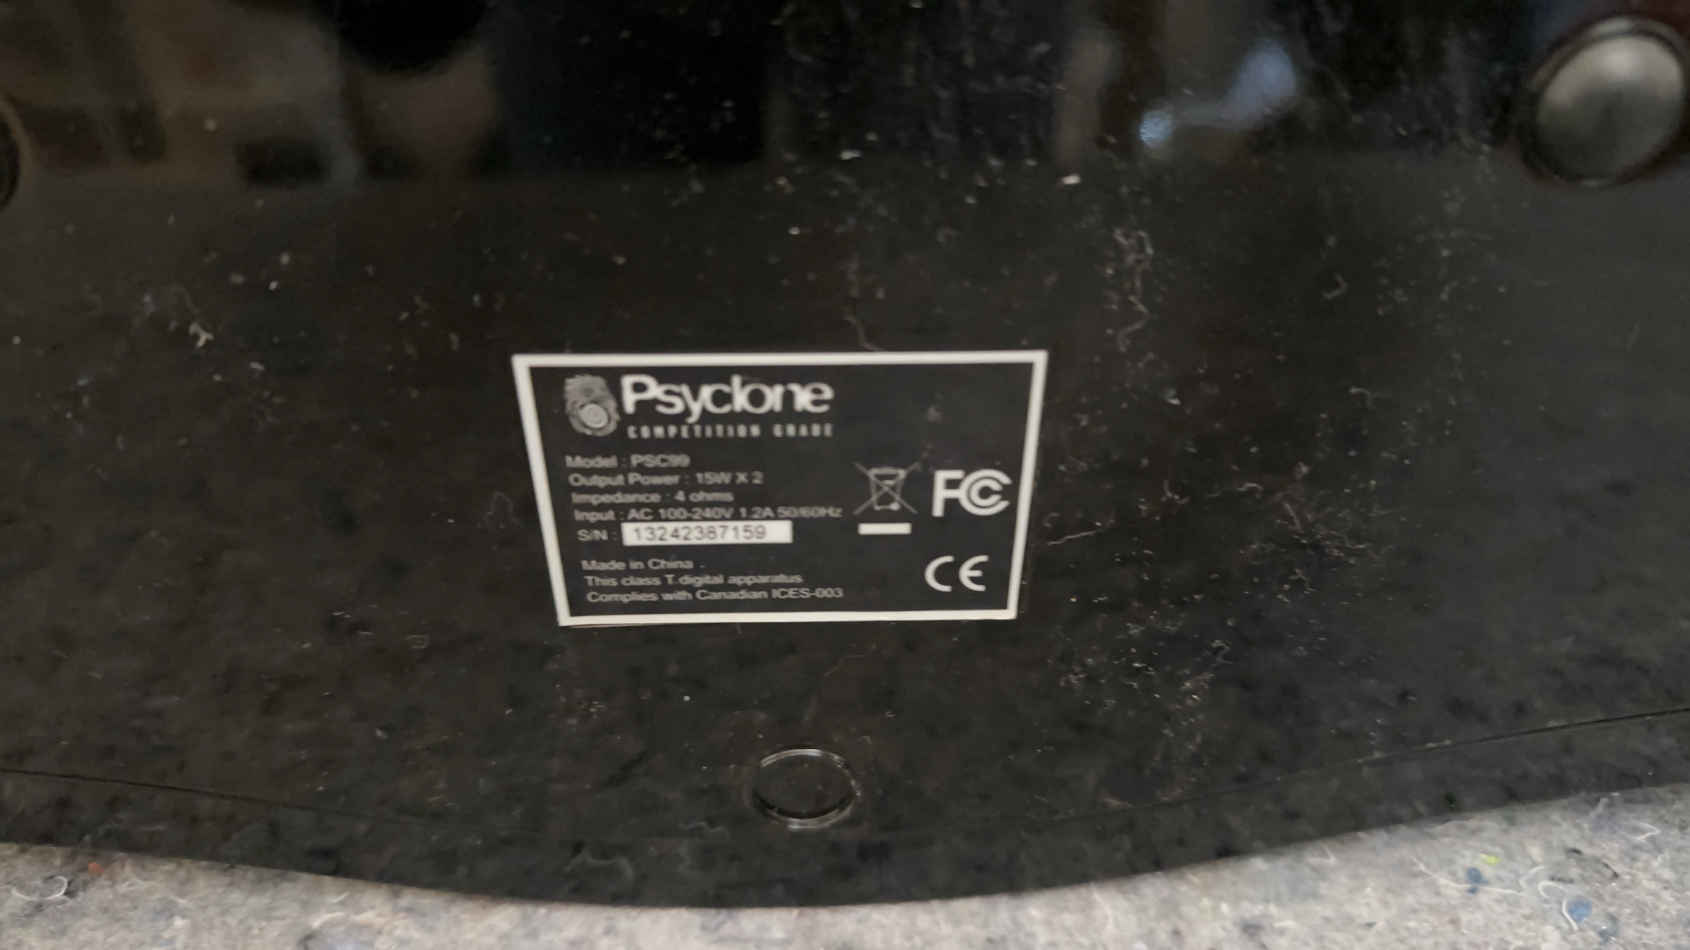 Psyclone
COMPETITION GRADE
Model : PSC99
Output Power : 15W X 2
Impedance : 4 ohms
Input : AC 100-240V 1.2A 50/60Hz
S/N : 13242387159
FC
CE
Made in China .
This class T digital apparatus
Complies with Canadian ICES-003